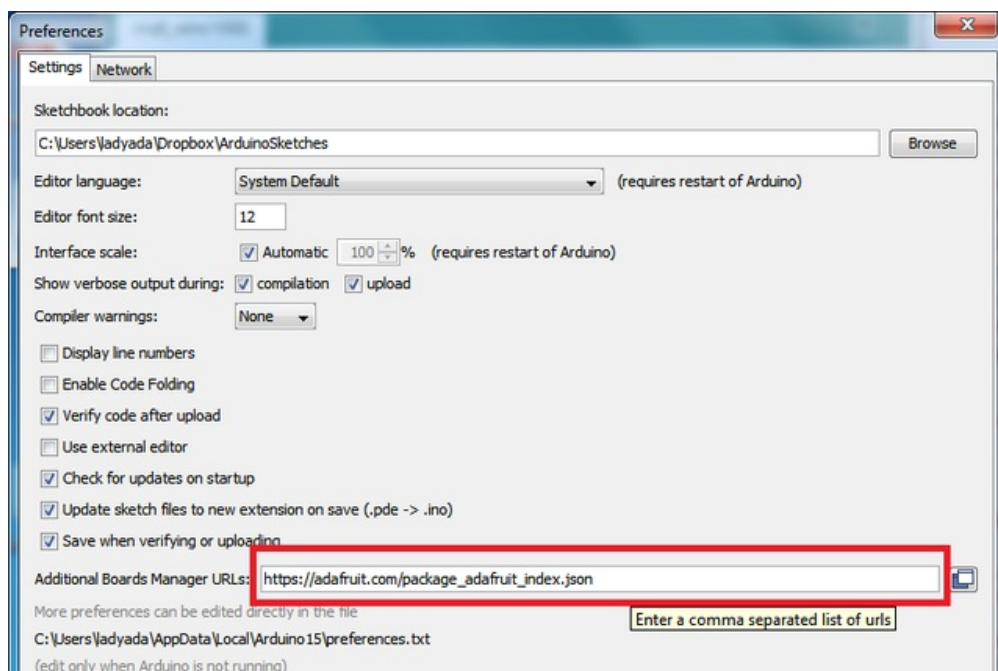 Preferences
Settings Network
Sketchbook location:
C:\Users\ladyada\Dropbox\ArduinoSketches Browse
Editor language: System Default (requires restart of Arduino)
Editor font size: 12
Interface scale: Automatic 100 % (requires restart of Arduino)
Show verbose output during: compilation upload
Compiler warnings: None
Display line numbers
Enable Code Folding
Verify code after upload
Use external editor
Check for updates on startup
Update sketch files to new extension on save (.pde -> .ino)
Save when verifying or uploading
Additional Boards Manager URLs: https://adafruit.com/package_adafruit_index.json
More preferences can be edited directly in the file
Enter a comma separated list of urls
C:\Users\ladyada\AppData\Local\Arduino15\preferences.txt
(edit only when Arduino is not running)